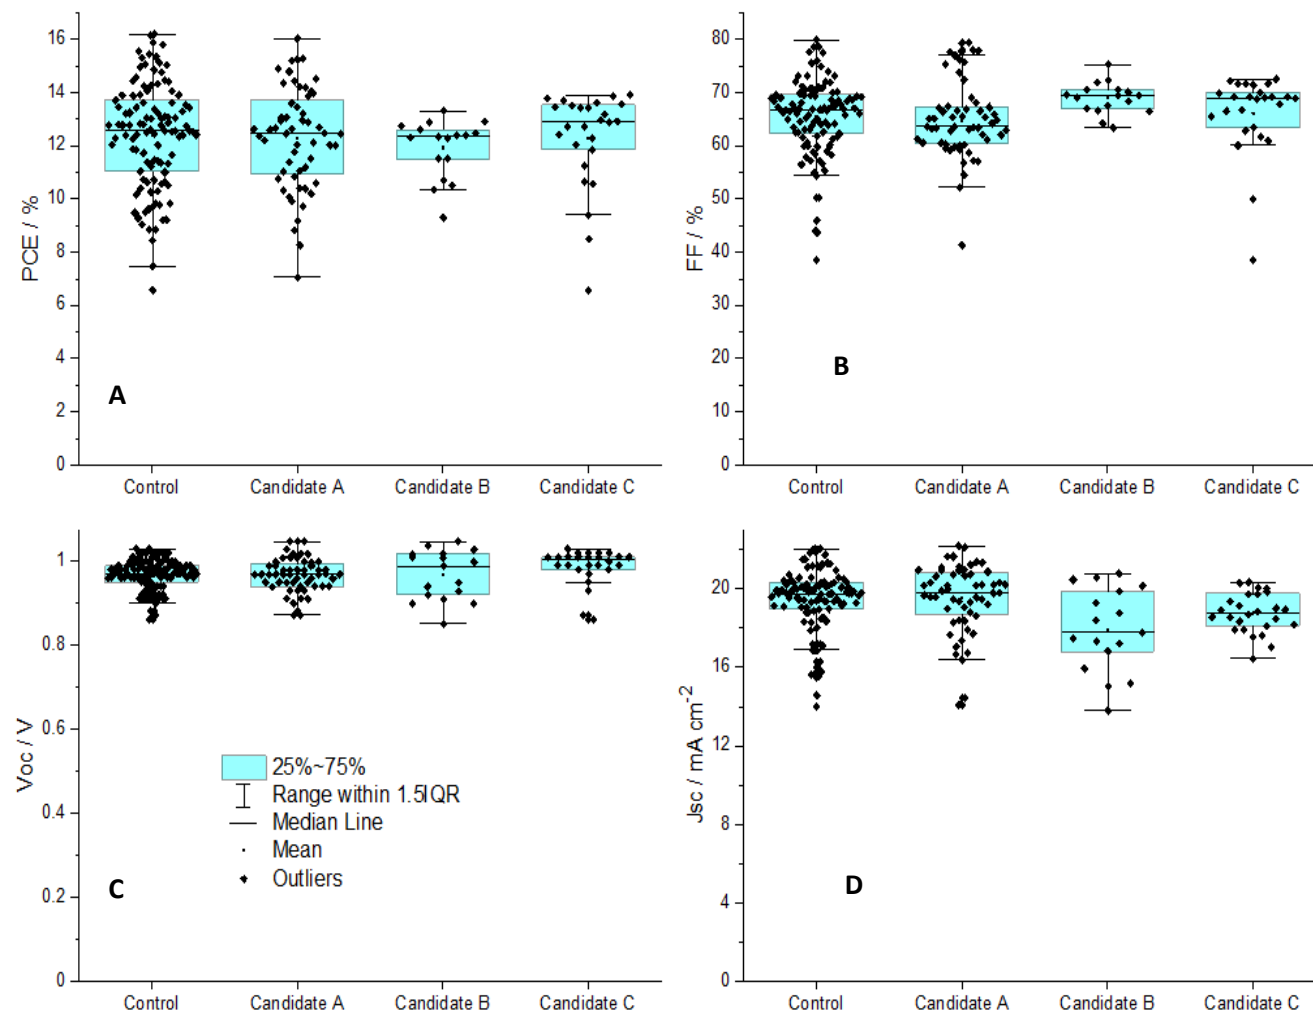 PCE / %
16
14
12
10
8
6
4
2
0
A
Control
Candidate A
Candidate B
Candidate C
FF / %
80
70
60
50
40
30
20
10
0
B
Control
Candidate A
Candidate B
Candidate C
Voc / V
1
0.8
0.6
0.4
0.2
0
25%~75%
Range within 1.5IQR
Median Line
Mean
Outliers
C
Control
Candidate A
Candidate B
Candidate C
Jsc / mA cm-2
20
16
12
8
4
0
D
Control
Candidate A
Candidate B
Candidate C